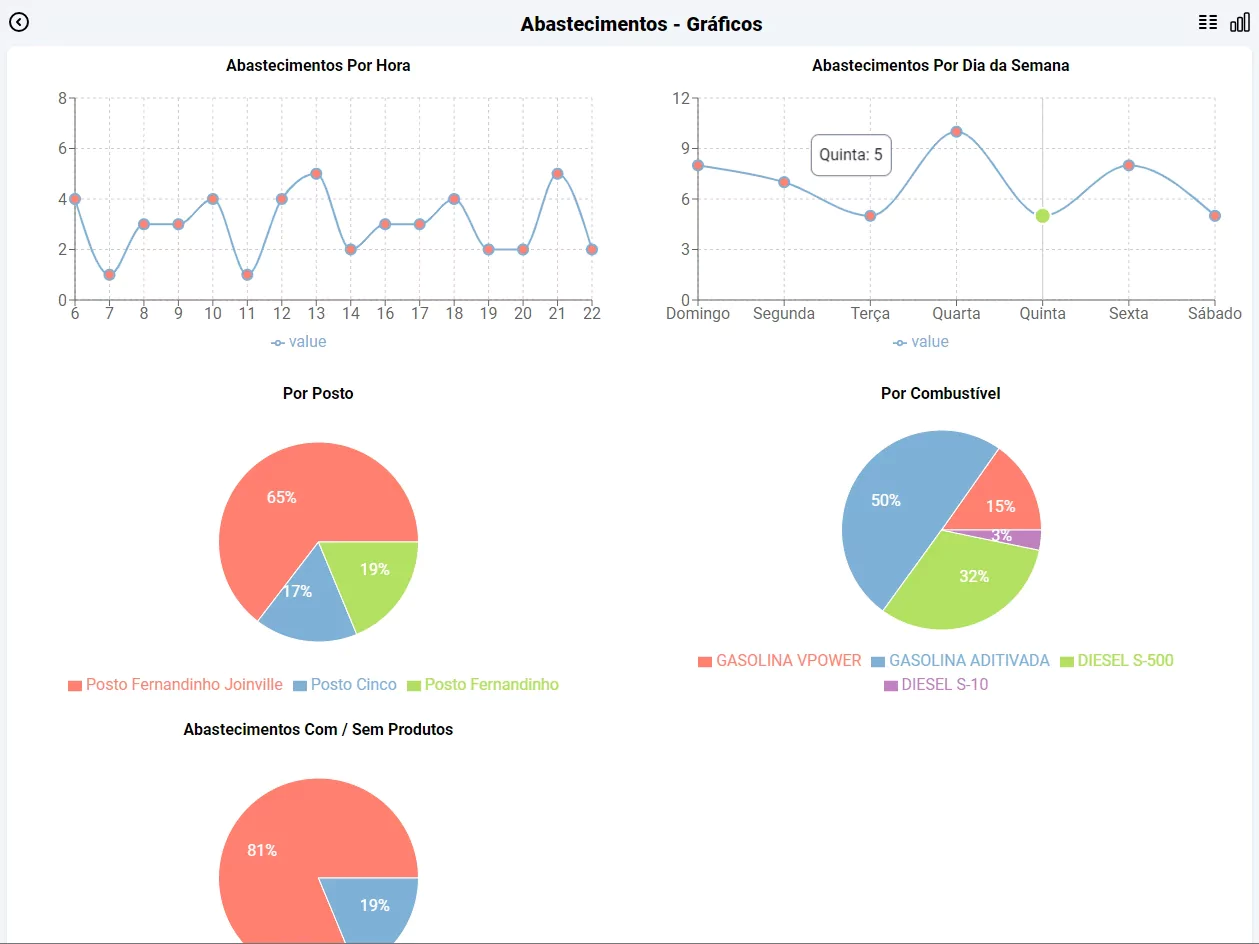 Abastecimentos - Gráficos
Abastecimentos Por Hora
8
6
4
2
0
6 7 8 9 10 11 12 13 14 15 16 17 18 19 20 21 22
value
Abastecimentos Por Dia da Semana
12
9
6
3
0
Quinta: 5
Domingo Segunda Terça Quarta Quinta Sexta Sábado
value
Por Posto
65%
19%
17%
Posto Fernandinho Joinville Posto Cinco Posto Fernandinho
Por Combustível
50%
15%
3%
32%
GASOLINA VPOWER GASOLINA ADITIVADA DIESEL S-500
DIESEL S-10
Abastecimentos Com / Sem Produtos
81%
19%